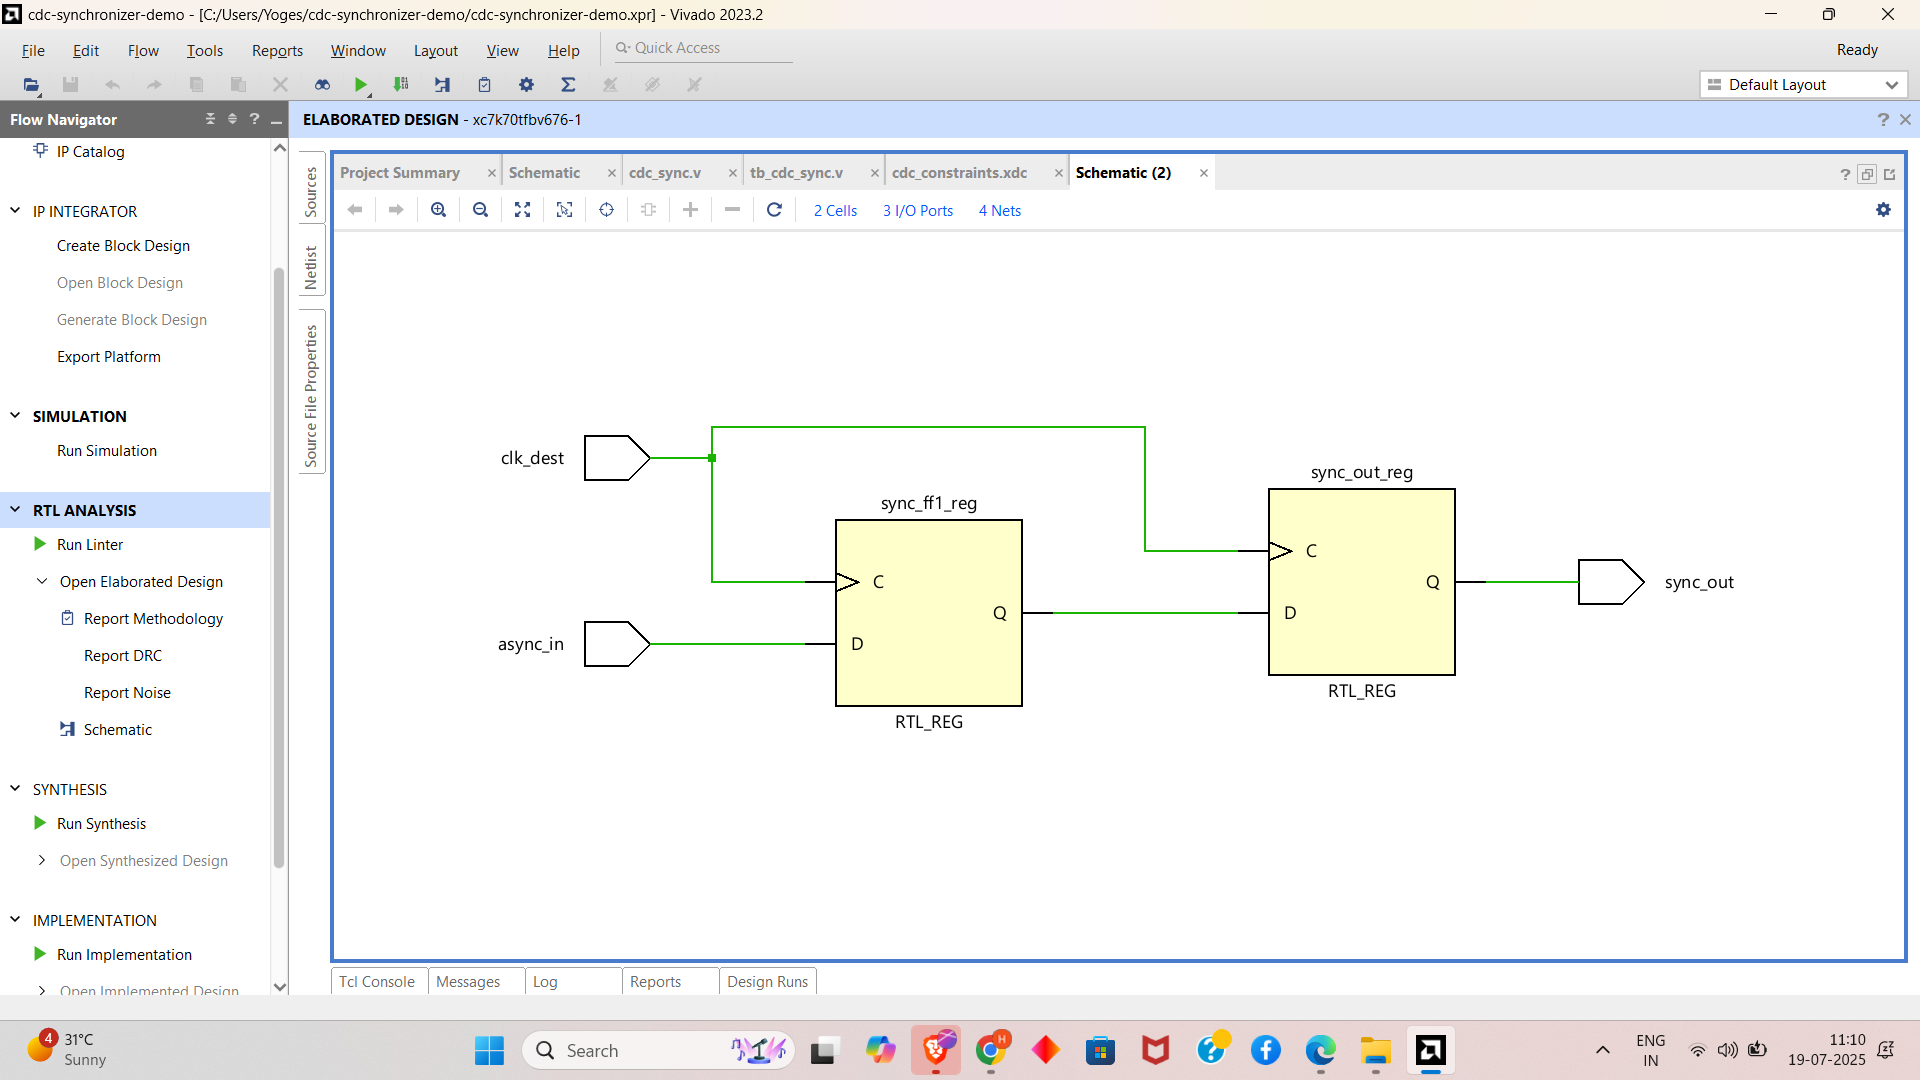 cdc-synchronizer-demo - [C:/Users/Yoges/cdc-synchronizer-demo/cdc-synchronizer-demo.xpr] - Vivado 2023.2
File Edit Flow Tools Reports Window Layout View Help Quick Access Ready
Default Layout
Flow Navigator
ELABORATED DESIGN - xc7k70tfbv676-1
IP Catalog
IP INTEGRATOR
Create Block Design
Open Block Design
Generate Block Design
Export Platform
SIMULATION
Run Simulation
RTL ANALYSIS
Run Linter
Open Elaborated Design
Report Methodology
Report DRC
Report Noise
Schematic
SYNTHESIS
Run Synthesis
Open Synthesized Design
IMPLEMENTATION
Run Implementation
Open Implemented Design
Sources
Netlist
Source File Properties
Project Summary Schematic cdc_sync.v tb_cdc_sync.v cdc_constraints.xdc Schematic (2)
2 Cells 3 I/O Ports 4 Nets
clk_dest
async_in
sync_ff1_reg
C
Q
D
RTL_REG
sync_out_reg
C
Q
D
RTL_REG
sync_out
Tcl Console Messages Log Reports Design Runs
4
31°C
Sunny
Search
H
ENG
IN
11:10
19-07-2025